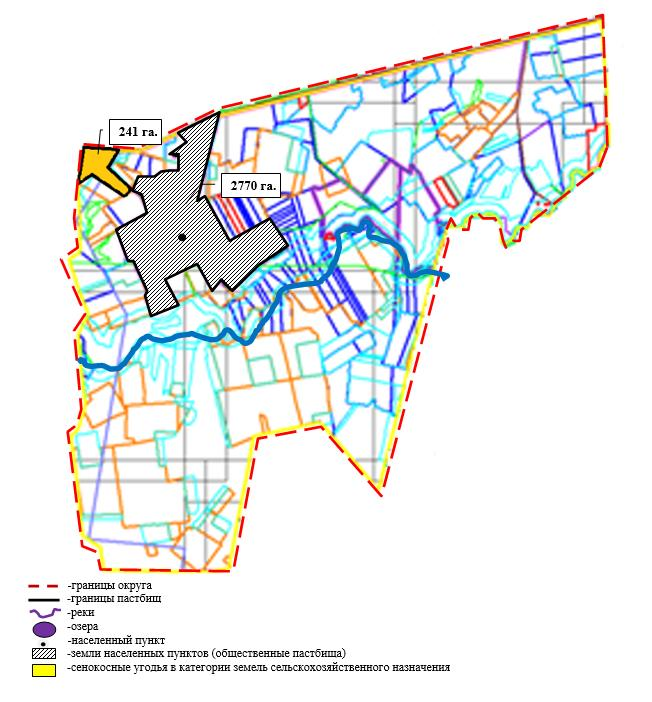 241 га.
2770 га.
-границы округа
-границы пастбищ
-реки
-озера
-населенный пункт
-земли населенных пунктов (общественные пастбища)
-сенокосные угодья в категории земель сельскохозяйственного назначения